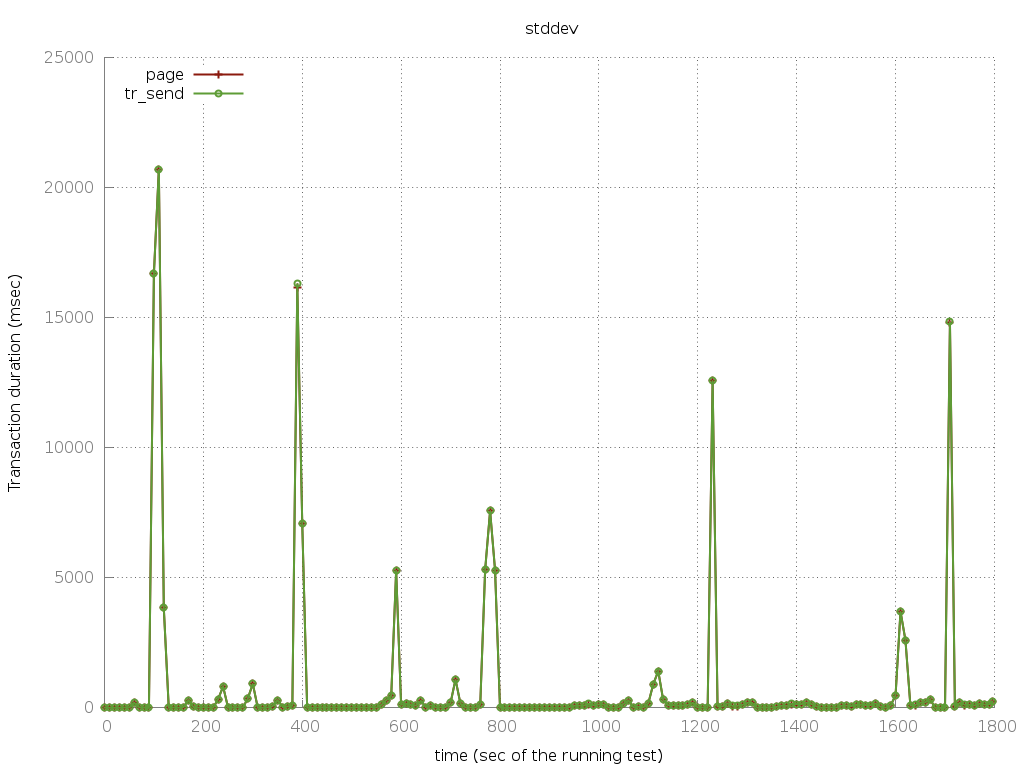 stddev
page
tr_send
25000
20000
15000
10000
5000
0
Transaction duration (msec)
0 200 400 600 800 1000 1200 1400 1600 1800
time (sec of the running test)